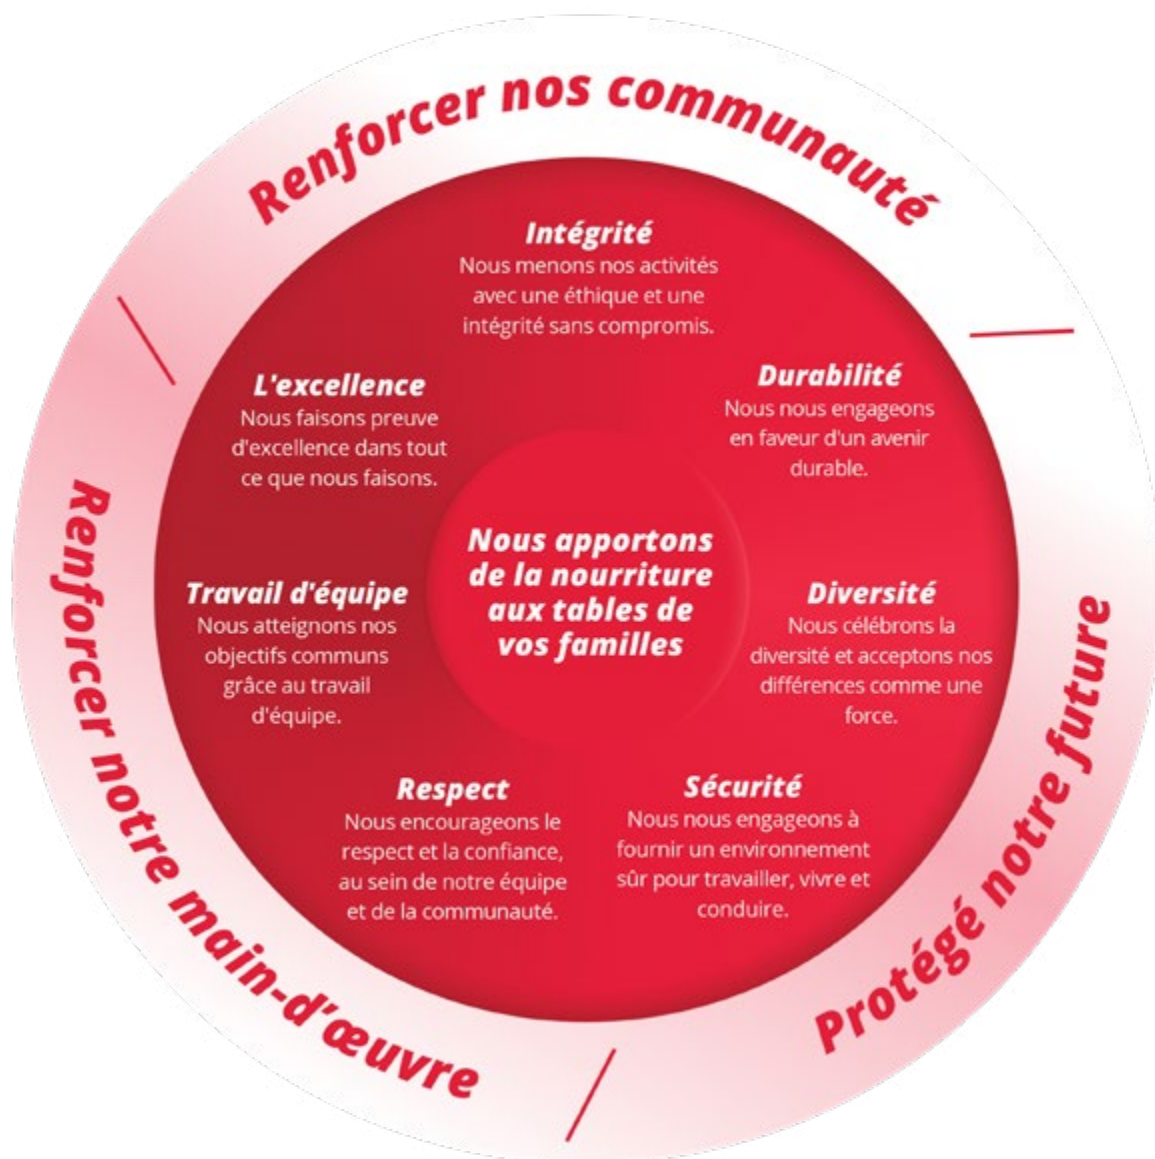 Renforcer nos communauté
Intégrité
Nous menons nos activités
avec une éthique et une
intégrité sans compromis.
Durabilité
Nous nous engageons
en faveur d'un avenir
durable.
Diversité
Nous célébrons la
diversité et acceptons nos
différences comme une
force.
Sécurité
Nous nous engageons à
fournir un environnement
sûr pour travailler, vivre et
conduire.
Respect
Nous encourageons le
respect et la confiance,
au sein de notre équipe
et de la communauté.
Travail d'équipe
Nous atteignons nos
objectifs communs
grâce au travail
d'équipe.
L'excellence
Nous faisons preuve
d'excellence dans tout
ce que nous faisons.
Nous apportons
de la nourriture
aux tables de
vos familles
Protégé notre future
Renforcer notre main-d’œuvre